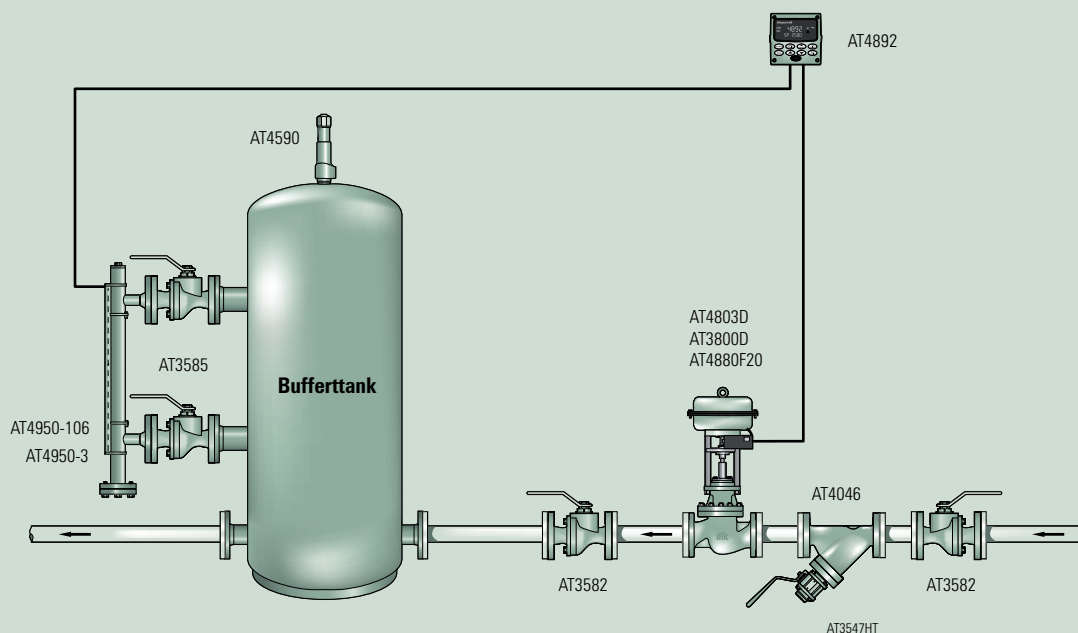 AT4892
AT4590
AT4803D
AT3800D
AT4880F20
AT3585
Bufferttank
AT4950-106
AT4950-3
AT4046
AT3582
AT3582
AT3547HT